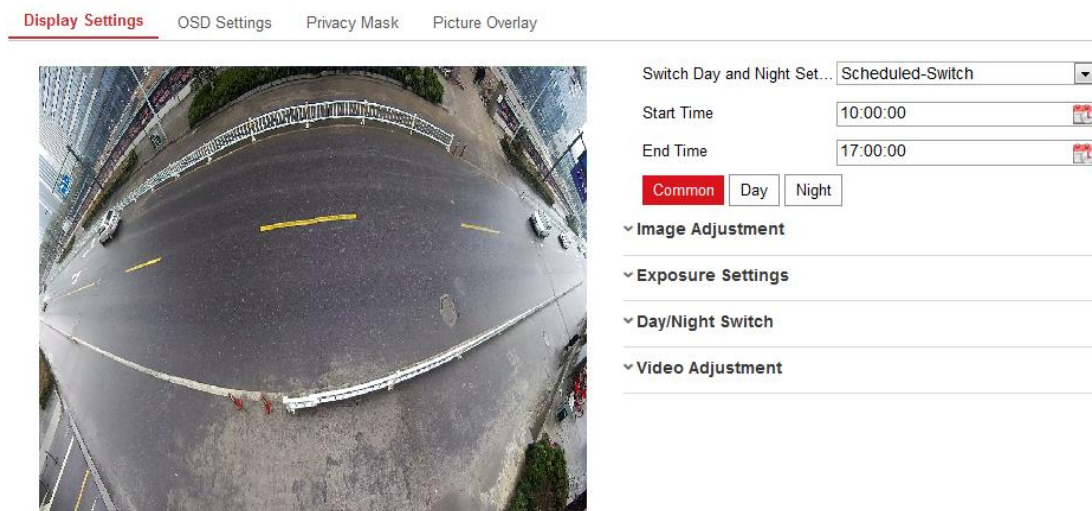 Display Settings OSD Settings Privacy Mask Picture Overlay
Switch Day and Night Set... Scheduled-Switch
Start Time 10:00:00
End Time 17:00:00
Common Day Night
Image Adjustment
Exposure Settings
Day/Night Switch
Video Adjustment